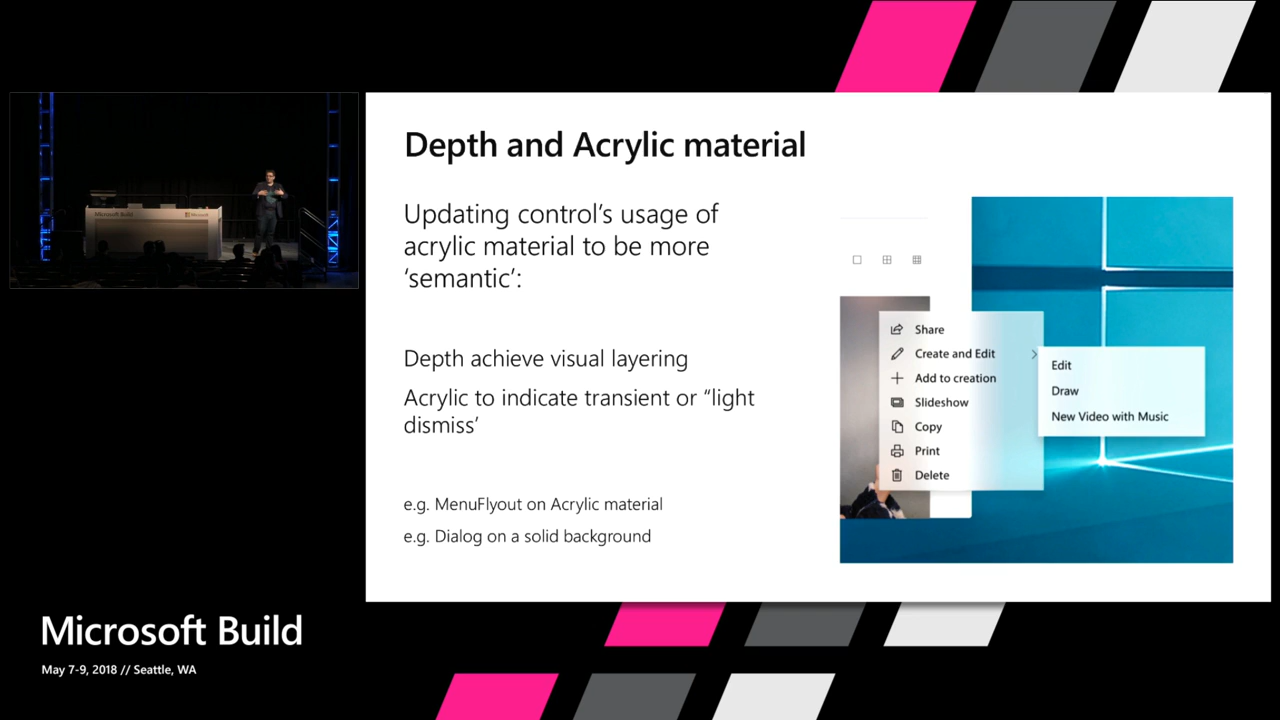 Depth and Acrylic material
Updating control's usage of
acrylic material to be more
‘semantic’:
Depth achieve visual layering
Acrylic to indicate transient or “light
dismiss’
e.g. MenuFlyout on Acrylic material
e.g. Dialog on a solid background
Share
Create and Edit
Add to creation
Slideshow
Copy
Print
Delete
Edit
Draw
New Video with Music
Microsoft Build
Microsoft
Microsoft Build
May 7-9, 2018 // Seattle, WA